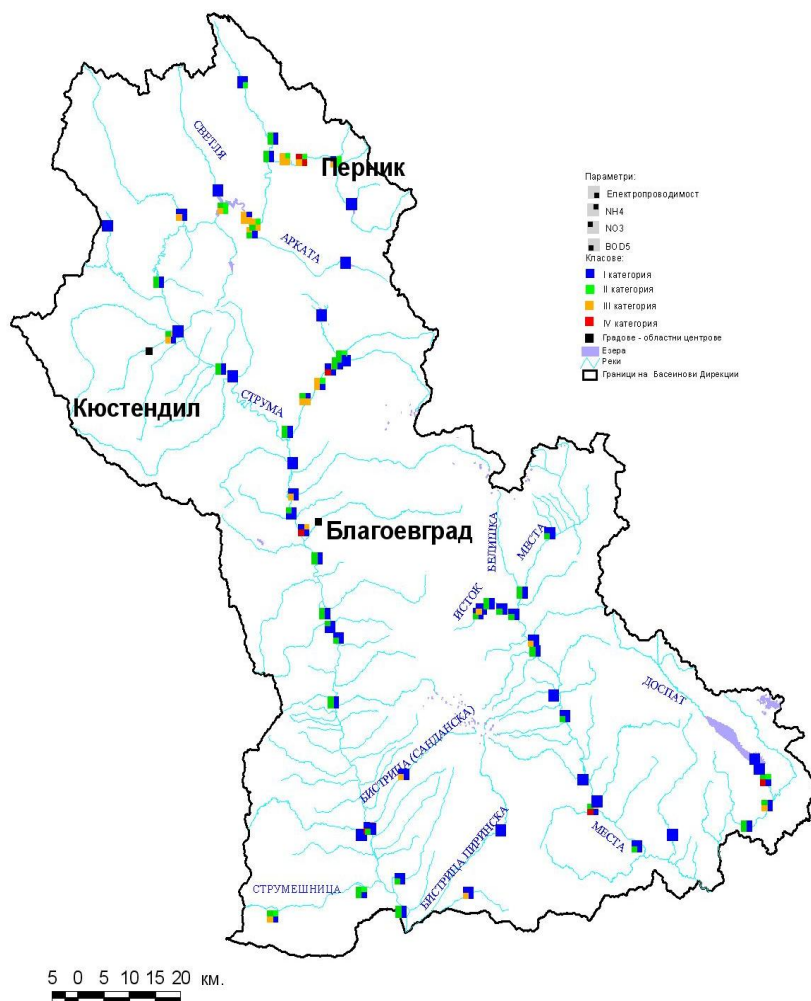 СВЕТЛЯ
Перник
АРКАТА
Кюстендил
СТРУМА
Благоевград
БЕЛИШКА
МЕСТА
ИСТОК
ДОСПАТ
БИСТРИЦА (САНДАНСКА)
БИСТРИЦА ПИРИНСКА
МЕСТА
СТРУМЕШНИЦА
Параметри:
Електропроводимост
NH4
NO3
BOD5
Класове:
I категория
II категория
III категория
IV категория
Градове - областни центрове
Езера
Реки
Граници на Басеинови Дирекции
5 0 5 10 15 20 км.